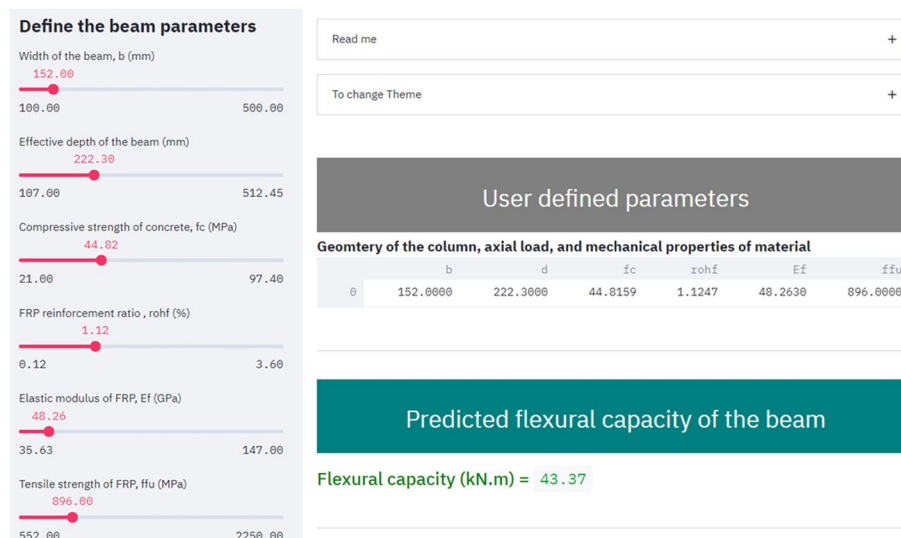 Define the beam parameters
Width of the beam, b (mm)
152.00
100.00 500.00
Effective depth of the beam (mm)
222.30
107.00 512.45
Compressive strength of concrete, fc (MPa)
44.82
21.00 97.40
FRP reinforcement ratio , rohf (%)
1.12
0.12 3.60
Elastic modulus of FRP, Ef (GPa)
48.26
35.63 147.00
Tensile strength of FRP, ffu (MPa)
896.00
552.00 2250.00
Read me +
To change Theme +
User defined parameters
Geomtery of the column, axial load, and mechanical properties of material
b d fc rohf Ef ffu
0 152.0000 222.3000 44.8159 1.1247 48.2630 896.0000
Predicted flexural capacity of the beam
Flexural capacity (kN.m) = 43.37